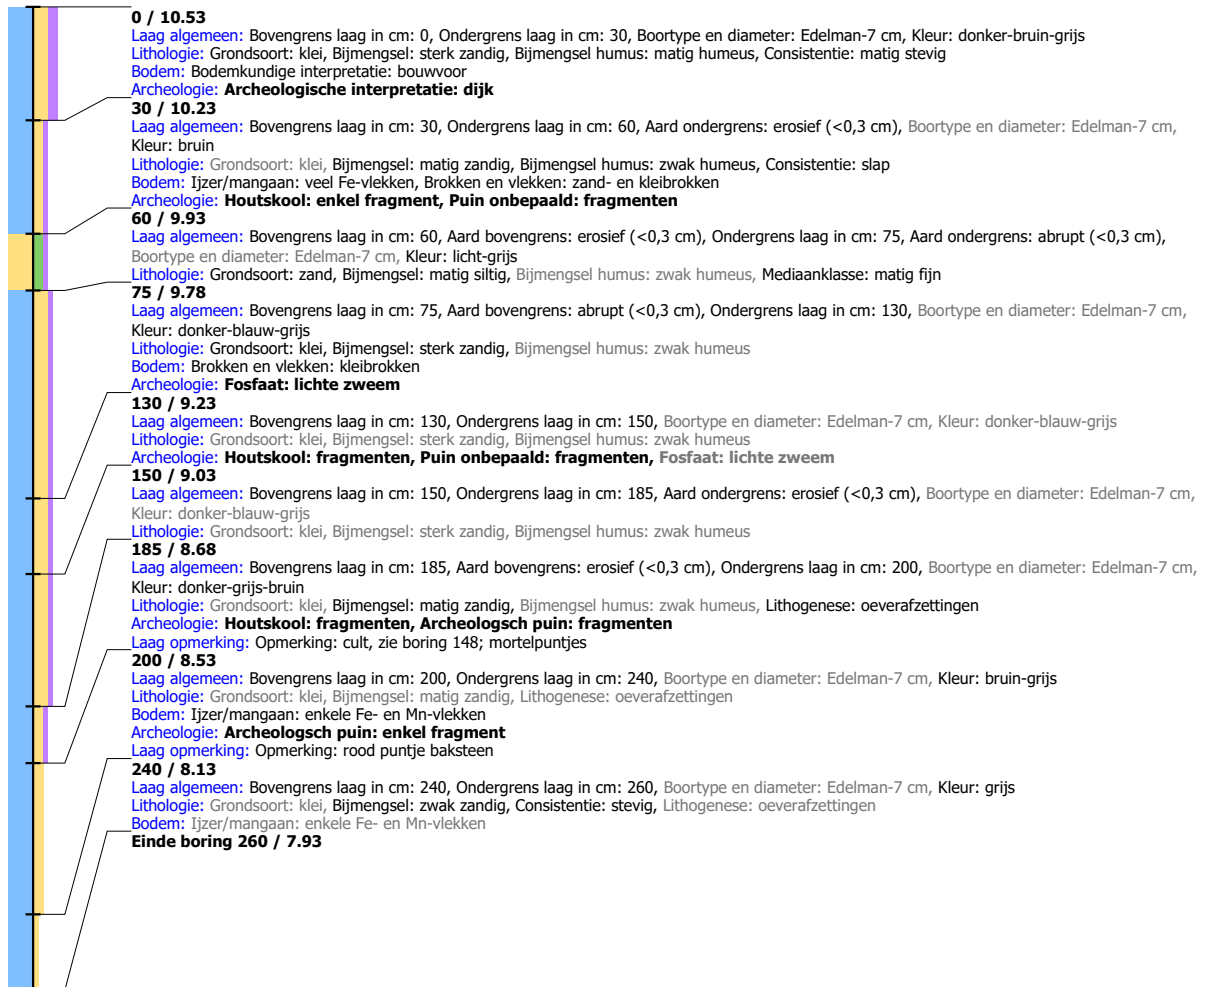 0 / 10.53
Laag algemeen: Bovengrens laag in cm: 0, Ondergrens laag in cm: 30, Boortype en diameter: Edelman-7 cm, Kleur: donker-bruin-grijs
Lithologie: Grondsoort: klei, Bijmengsel: sterk zandig, Bijmengsel humus: matig humeus, Consistentie: matig stevig
Bodem: Bodemkundige interpretatie: bouwvoor
Archeologie: Archeologische interpretatie: dijk
30 / 10.23
Laag algemeen: Bovengrens laag in cm: 30, Ondergrens laag in cm: 60, Aard ondergrens: erosief (<0,3 cm), Boortype en diameter: Edelman-7 cm,
Kleur: bruin
Lithologie: Grondsoort: klei, Bijmengsel: matig zandig, Bijmengsel humus: zwak humeus, Consistentie: slap
Bodem: Ijzer/mangaan: veel Fe-vlekken, Brokken en vlekken: zand- en kleibrokken
Archeologie: Houtskool: enkel fragment, Puin onbepaald: fragmenten
60 / 9.93
Laag algemeen: Bovengrens laag in cm: 60, Aard bovengrens: erosief (<0,3 cm), Ondergrens laag in cm: 75, Aard ondergrens: abrupt (<0,3 cm),
Boortype en diameter: Edelman-7 cm, Kleur: licht-grijs
Lithologie: Grondsoort: zand, Bijmengsel: matig siltig, Bijmengsel humus: zwak humeus, Mediaanklasse: matig fijn
75 / 9.78
Laag algemeen: Bovengrens laag in cm: 75, Aard bovengrens: abrupt (<0,3 cm), Ondergrens laag in cm: 130, Boortype en diameter: Edelman-7 cm,
Kleur: donker-blauw-grijs
Lithologie: Grondsoort: klei, Bijmengsel: sterk zandig, Bijmengsel humus: zwak humeus
Bodem: Brokken en vlekken: kleibrokken
Archeologie: Fosfaat: lichte zweem
130 / 9.23
Laag algemeen: Bovengrens laag in cm: 130, Ondergrens laag in cm: 150, Boortype en diameter: Edelman-7 cm, Kleur: donker-blauw-grijs
Lithologie: Grondsoort: klei, Bijmengsel: sterk zandig, Bijmengsel humus: zwak humeus
Archeologie: Houtskool: fragmenten, Puin onbepaald: fragmenten, Fosfaat: lichte zweem
150 / 9.03
Laag algemeen: Bovengrens laag in cm: 150, Ondergrens laag in cm: 185, Aard ondergrens: erosief (<0,3 cm), Boortype en diameter: Edelman-7 cm,
Kleur: donker-blauw-grijs
Lithologie: Grondsoort: klei, Bijmengsel: sterk zandig, Bijmengsel humus: zwak humeus
185 / 8.68
Laag algemeen: Bovengrens laag in cm: 185, Aard bovengrens: erosief (<0,3 cm), Ondergrens laag in cm: 200, Boortype en diameter: Edelman-7 cm,
Kleur: donker-grijs-bruin
Lithologie: Grondsoort: klei, Bijmengsel: matig zandig, Bijmengsel humus: zwak humeus, Lithogenese: oeverafzettingen
Archeologie: Houtskool: fragmenten, Archeologsch puin: fragmenten
Laag opmerking: Opmerking: cult, zie boring 148; mortelpuntjes
200 / 8.53
Laag algemeen: Bovengrens laag in cm: 200, Ondergrens laag in cm: 240, Boortype en diameter: Edelman-7 cm, Kleur: bruin-grijs
Lithologie: Grondsoort: klei, Bijmengsel: matig zandig, Lithogenese: oeverafzettingen
Bodem: Ijzer/mangaan: enkele Fe- en Mn-vlekken
Archeologie: Archeologsch puin: enkel fragment
Laag opmerking: Opmerking: rood puntje baksteen
240 / 8.13
Laag algemeen: Bovengrens laag in cm: 240, Ondergrens laag in cm: 260, Boortype en diameter: Edelman-7 cm, Kleur: grijs
Lithologie: Grondsoort: klei, Bijmengsel: zwak zandig, Consistentie: stevig, Lithogenese: oeverafzettingen
Bodem: Ijzer/mangaan: enkele Fe- en Mn-vlekken
Einde boring 260 / 7.93